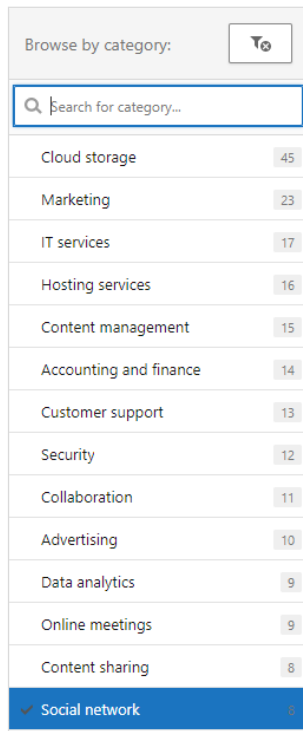 Browse by category:
Search for category...
Cloud storage 45
Marketing 23
IT services 17
Hosting services 16
Content management 15
Accounting and finance 14
Customer support 13
Security 12
Collaboration 11
Advertising 10
Data analytics 9
Online meetings 9
Content sharing 8
Social network 8